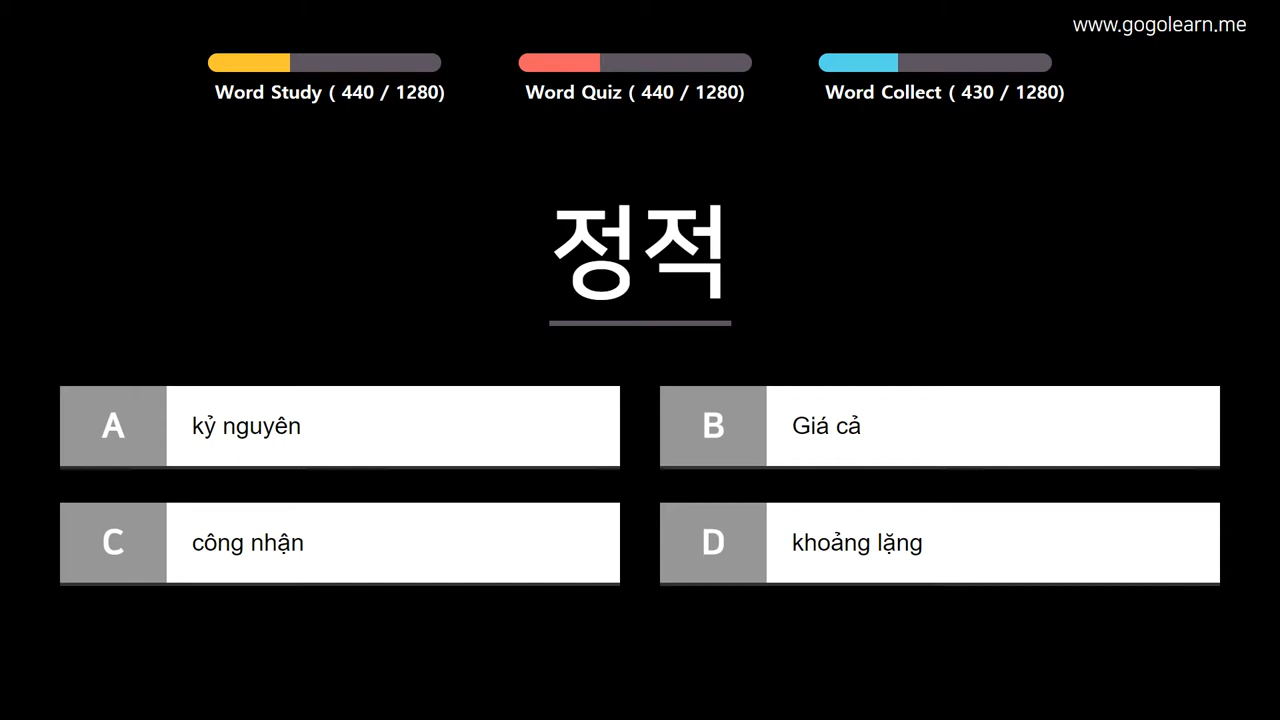 www.gogolearn.me
Word Study ( 440 / 1280)
Word Quiz ( 440 / 1280)
Word Collect ( 430 / 1280)
정적
A kỷ nguyên
B Giá cả
C công nhận
D khoảng lặng